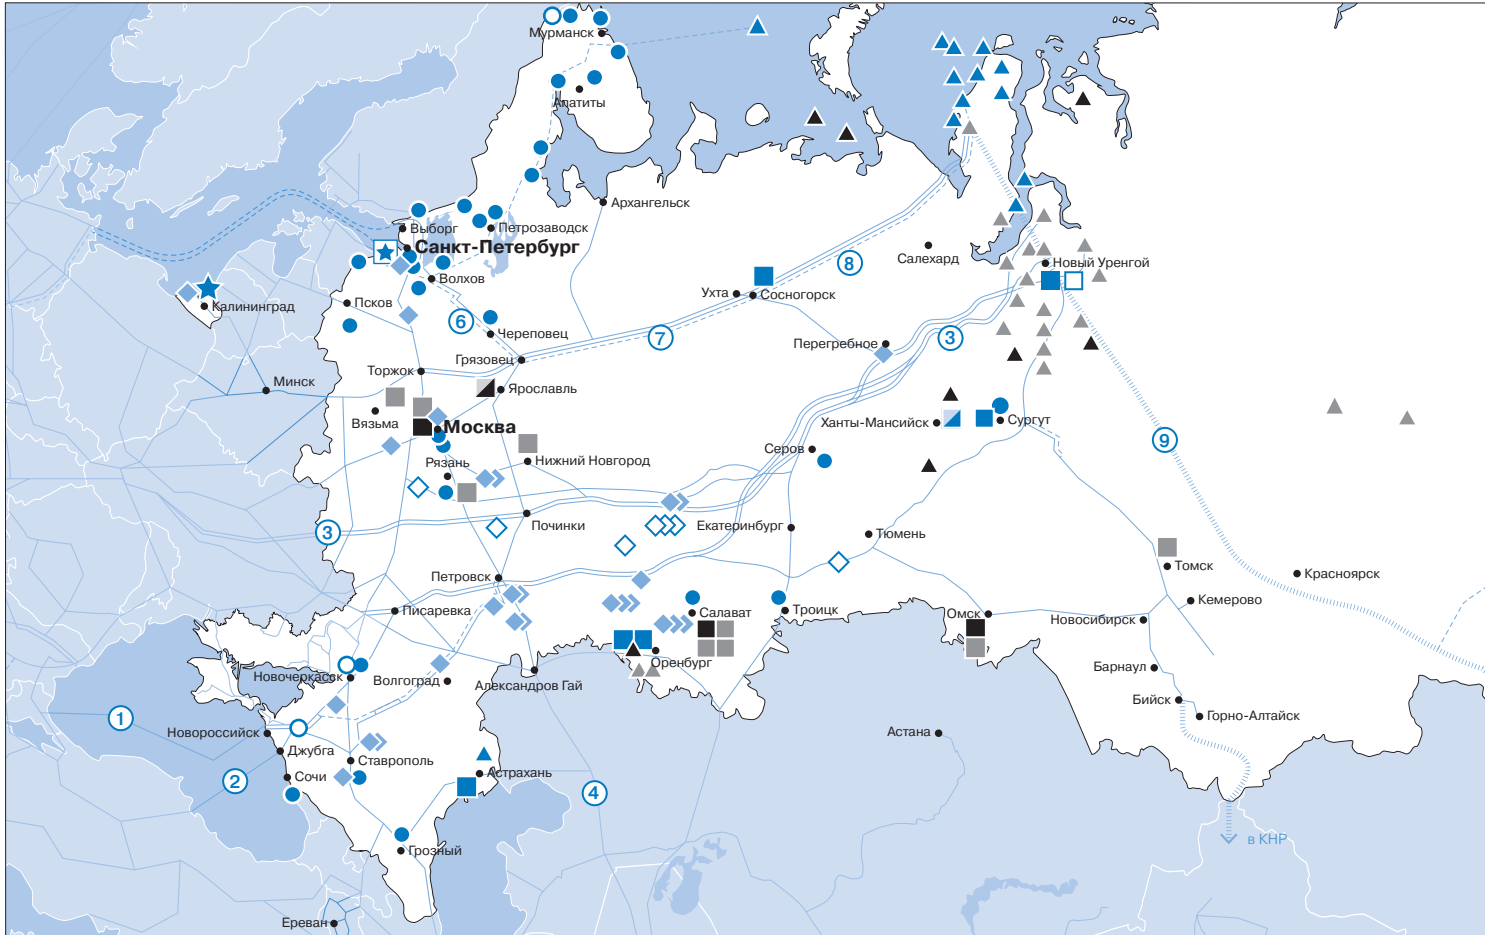 Мурманск
Апатиты
Архангельск
Выборг
Петрозаводск
Санкт-Петербург
Салехард
8
Новый Уренгой
Волхов
Калининград
Псков
Ухта
Сосногорск
6
Череповец
7
3
Перегребное
Грязовец
Торжок
Минск
Ярославль
Вязьма
Москва
Ханты-Мансийск
Сургут
9
Серов
Рязань
Нижний Новгород
3
Починки
Екатеринбург
Тюмень
Томск
Красноярск
Петровск
Кемерово
Писаревка
Салават
Троицк
Омск
Новосибирск
Оренбург
Барнаул
Новочеркасск
Волгоград
Александров Гай
Бийск
Горно-Алтайск
1
Новороссийск
Астана
Джубга
Ставрополь
Сочи
Астрахань
2
4
в КНР
Грозный
Ереван